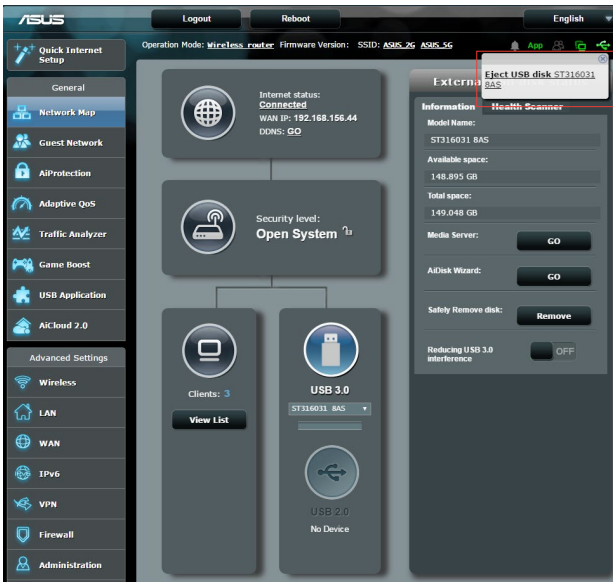 ASUS
Logout
Reboot
English
Quick Internet
Setup
Operation Mode: Wireless router Firmware Version: SSID: ASUS_2G ASUS_5G
App
Eject USB disk ST316031
8AS
General
Network Map
Guest Network
AiProtection
Adaptive QoS
Traffic Analyzer
Game Boost
USB Application
AiCloud 2.0
Advanced Settings
Wireless
LAN
WAN
IPv6
VPN
Firewall
Administration
Internet status:
Connected
WAN IP: 192.168.156.44
DDNS: GO
Security level:
Open System
Clients: 3
View List
USB 3.0
ST316031 8AS
USB 2.0
No Device
Externa
Information
Health Scanner
Model Name:
ST316031 8AS
Available space:
148.895 GB
Total space:
149.048 GB
Media Server:
GO
AiDisk Wizard:
GO
Safely Remove disk:
Remove
Reducing USB 3.0
interference
OFF